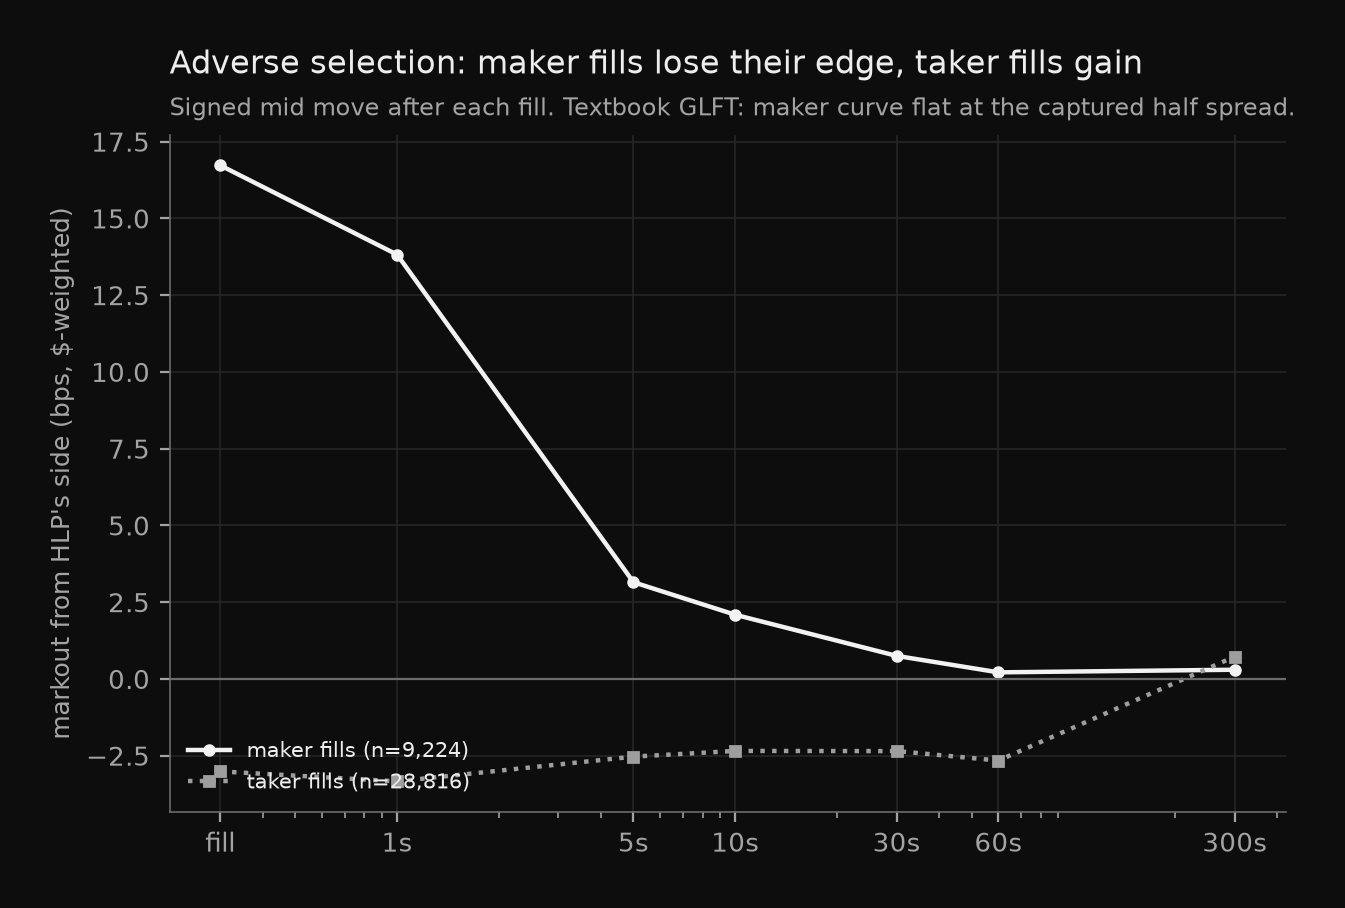 Adverse selection: maker fills lose their edge, taker fills gain
Signed mid move after each fill. Textbook GLFT: maker curve flat at the captured half spread.
markout from HLP's side (bps, $-weighted)
17.5
15.0
12.5
10.0
7.5
5.0
2.5
0.0
−2.5
maker fills (n=9,224)
taker fills (n=28,816)
fill
1s
5s
10s
30s
60s
300s